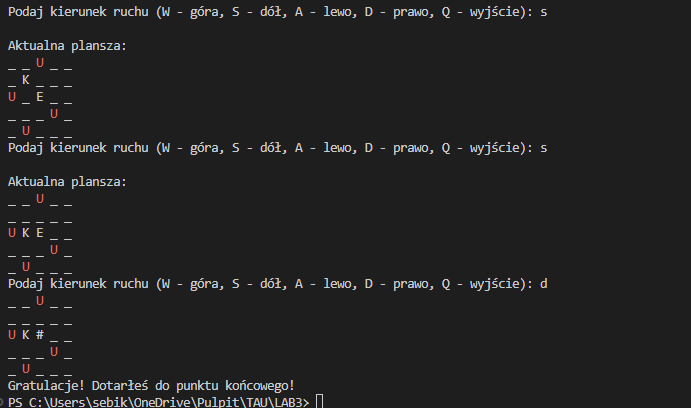 Podaj kierunek ruchu (W - góra, S - dół, A - lewo, D - prawo, Q - wyjście): s
Aktualna plansza:
_ _ U _ _
_ K _ _ _
U _ E _ _
_ _ _ U _
_ U _ _ _
Podaj kierunek ruchu (W - góra, S - dół, A - lewo, D - prawo, Q - wyjście): s
Aktualna plansza:
_ _ U _ _
_ _ _ _ _
U K E _ _
_ _ _ U _
_ U _ _ _
Podaj kierunek ruchu (W - góra, S - dół, A - lewo, D - prawo, Q - wyjście): d
_ _ U _ _
_ _ _ _ _
U K # _ _
_ _ _ U _
_ U _ _ _
Gratulacje! Dotarłeś do punktu końcowego!
PS C:\Users\sebik\OneDrive\Pulpit\TAU\LAB3>